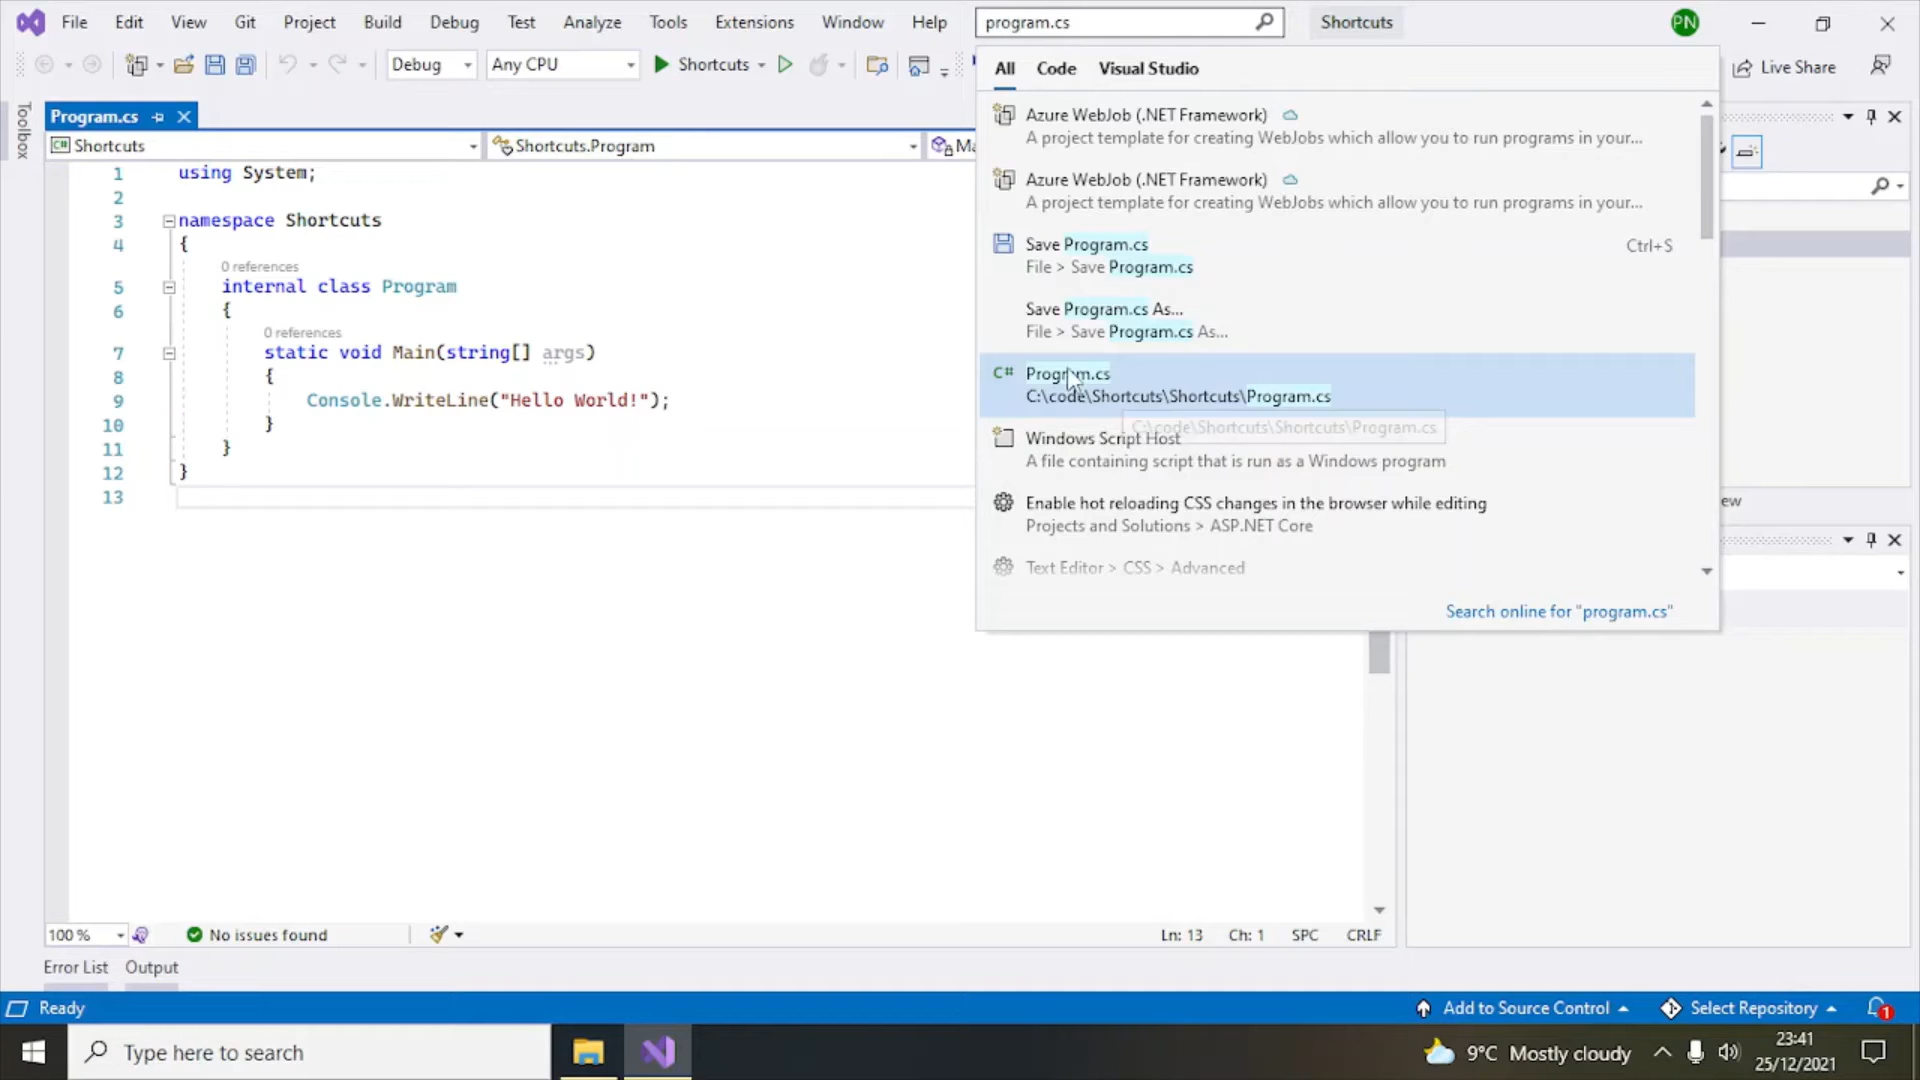 File Edit View Git Project Build Debug Test Analyze Tools Extensions Window Help program.cs Shortcuts PN
Debug Any CPU Shortcuts Live Share
All Code Visual Studio
Toolbox
Program.cs
Shortcuts Shortcuts.Program
1 using System;
2
3 namespace Shortcuts
4 {
0 references
5 internal class Program
6 {
0 references
7 static void Main(string[] args)
8 {
9 Console.WriteLine("Hello World!");
10 }
11 }
12 }
13
Azure WebJob (.NET Framework)
A project template for creating WebJobs which allow you to run programs in your...
Azure WebJob (.NET Framework)
A project template for creating WebJobs which allow you to run programs in your...
Save Program.cs Ctrl+S
File > Save Program.cs
Save Program.cs As...
File > Save Program.cs As...
C# Program.cs
C:\code\Shortcuts\Shortcuts\Program.cs
C:\code\Shortcuts\Shortcuts\Program.cs
Windows Script Host
A file containing script that is run as a Windows program
Enable hot reloading CSS changes in the browser while editing
Projects and Solutions > ASP.NET Core
Text Editor > CSS > Advanced
Search online for "program.cs"
100 % No issues found Ln: 13 Ch: 1 SPC CRLF
Error List Output
Ready Add to Source Control Select Repository 1
Type here to search 9°C Mostly cloudy 23:41
25/12/2021